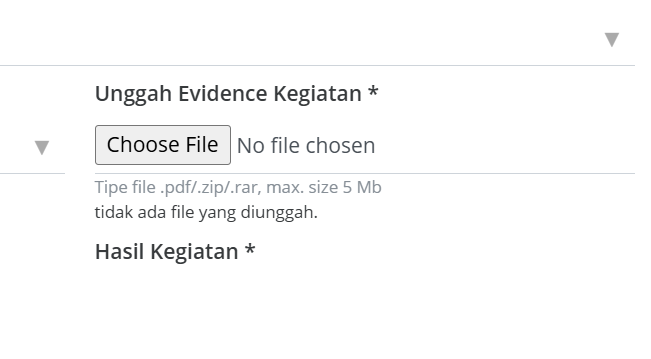 Unggah Evidence Kegiatan *
Choose File No file chosen
Tipe file .pdf/.zip/.rar, max. size 5 Mb
tidak ada file yang diunggah.
Hasil Kegiatan *